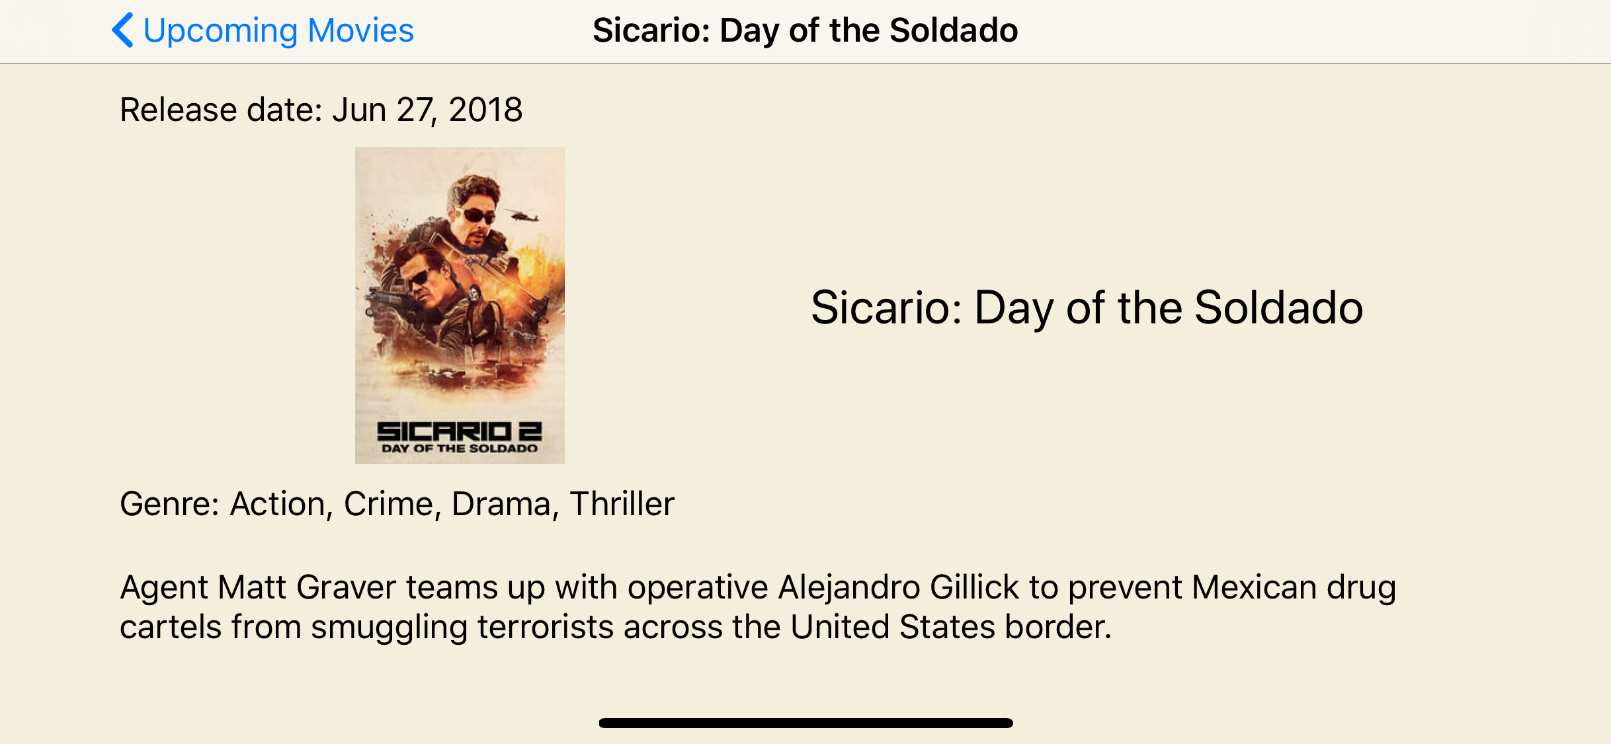 Upcoming Movies
Sicario: Day of the Soldado
Release date: Jun 27, 2018
SICARIO 2
DAY OF THE SOLDADO
Sicario: Day of the Soldado
Genre: Action, Crime, Drama, Thriller
Agent Matt Graver teams up with operative Alejandro Gillick to prevent Mexican drug
cartels from smuggling terrorists across the United States border.